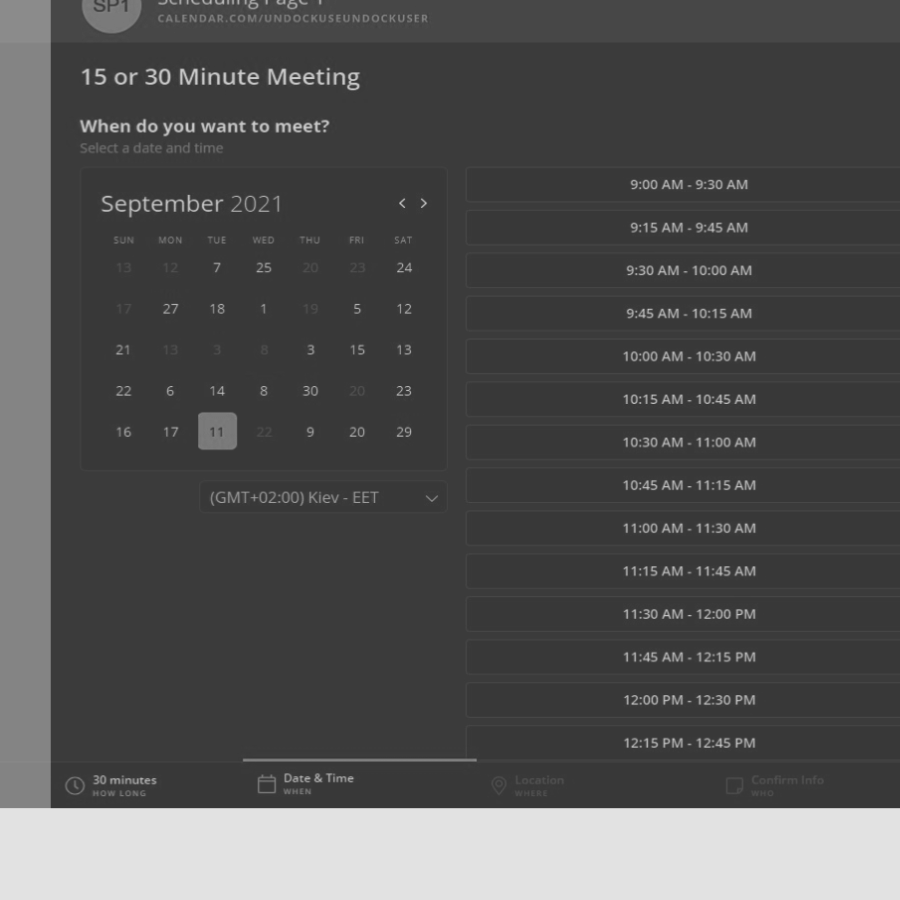 SP1
Scheduling Page 1
CALENDAR.COM/UNDOCKUSEUNDOCKUSER
15 or 30 Minute Meeting
When do you want to meet?
Select a date and time
September 2021
SUN MON TUE WED THU FRI SAT
13 12 7 25 20 23 24
17 27 18 1 19 5 12
21 13 3 8 3 15 13
22 6 14 8 30 20 23
16 17 11 22 9 20 29
(GMT+02:00) Kiev - EET
9:00 AM - 9:30 AM
9:15 AM - 9:45 AM
9:30 AM - 10:00 AM
9:45 AM - 10:15 AM
10:00 AM - 10:30 AM
10:15 AM - 10:45 AM
10:30 AM - 11:00 AM
10:45 AM - 11:15 AM
11:00 AM - 11:30 AM
11:15 AM - 11:45 AM
11:30 AM - 12:00 PM
11:45 AM - 12:15 PM
12:00 PM - 12:30 PM
12:15 PM - 12:45 PM
30 minutes
HOW LONG
Date & Time
WHEN
Location
WHERE
Confirm Info
WHO